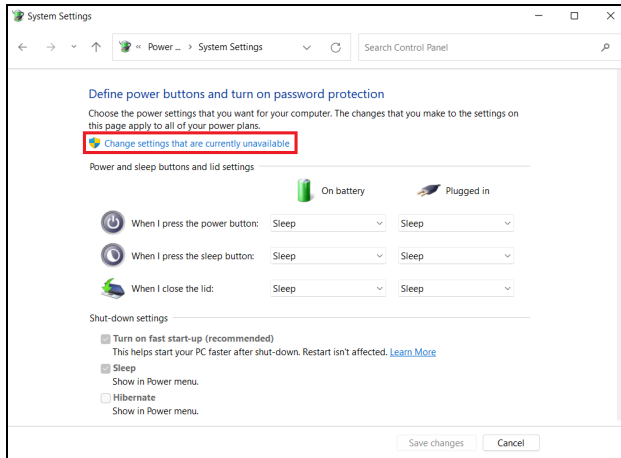 System Settings
« Power ... › System Settings
Search Control Panel
Define power buttons and turn on password protection
Choose the power settings that you want for your computer. The changes that you make to the settings on
this page apply to all of your power plans.
Change settings that are currently unavailable
Power and sleep buttons and lid settings
On battery
Plugged in
When I press the power button: Sleep Sleep
When I press the sleep button: Sleep Sleep
When I close the lid: Sleep Sleep
Shut-down settings
Turn on fast start-up (recommended)
This helps start your PC faster after shut-down. Restart isn't affected. Learn More
Sleep
Show in Power menu.
Hibernate
Show in Power menu.
Save changes Cancel